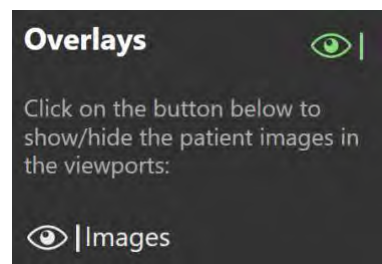 Overlays
Click on the button below to
show/hide the patient images in
the viewports:
Images